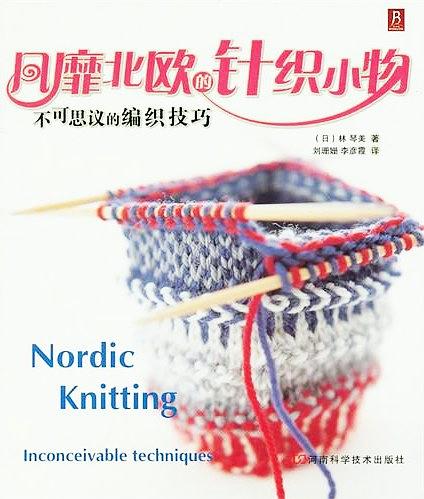 风靡北欧的针织小物
不可思议的编织技巧
(日)林 琴美 著
刘珊珊 李彦霞 译
Nordic
Knitting
Inconceivable techniques
河南科学技术出版社